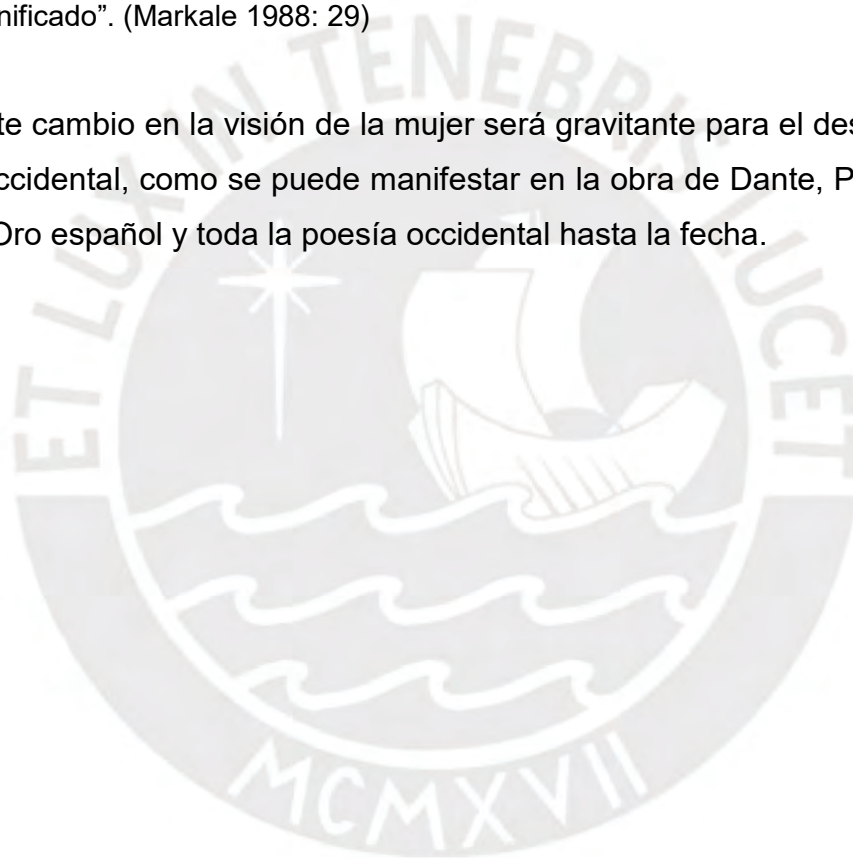 nificado”. (Markale 1988: 29)
te cambio en la visión de la mujer será gravitante para el des
ccidental, como se puede manifestar en la obra de Dante, P
Oro español y toda la poesía occidental hasta la fecha.
ET LUX IN TENEBRIS LUCET
MCMXVII